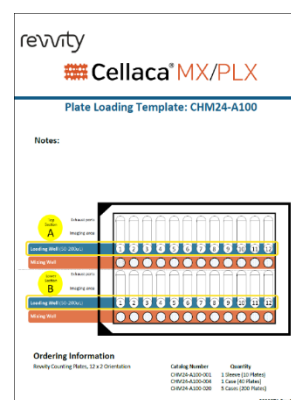 revvity
Cellaca® MX/PLX
Plate Loading Template: CHM24-A100
Notes:
Top
Section
A
Exhaust ports
Imaging area
Loading Well (50-200uL)
1 2 3 4 5 6 7 8 9 10 11 12
Mixing Well
Section
B
Exhaust ports
Imaging area
Loading Well (50-200uL)
1 2 3 4 5 6 7 8 9 10 11 12
Mixing Well
Ordering Information
Revvity Counting Plates, 12 x 2 Orientation
Catalog Number Quantity
CHM24-A100-001 1 Sleeve (10 Plates)
CHM24-A100-004 1 Case (40 Plates)
CHM24-A100-020 5 Cases (200 Plates)